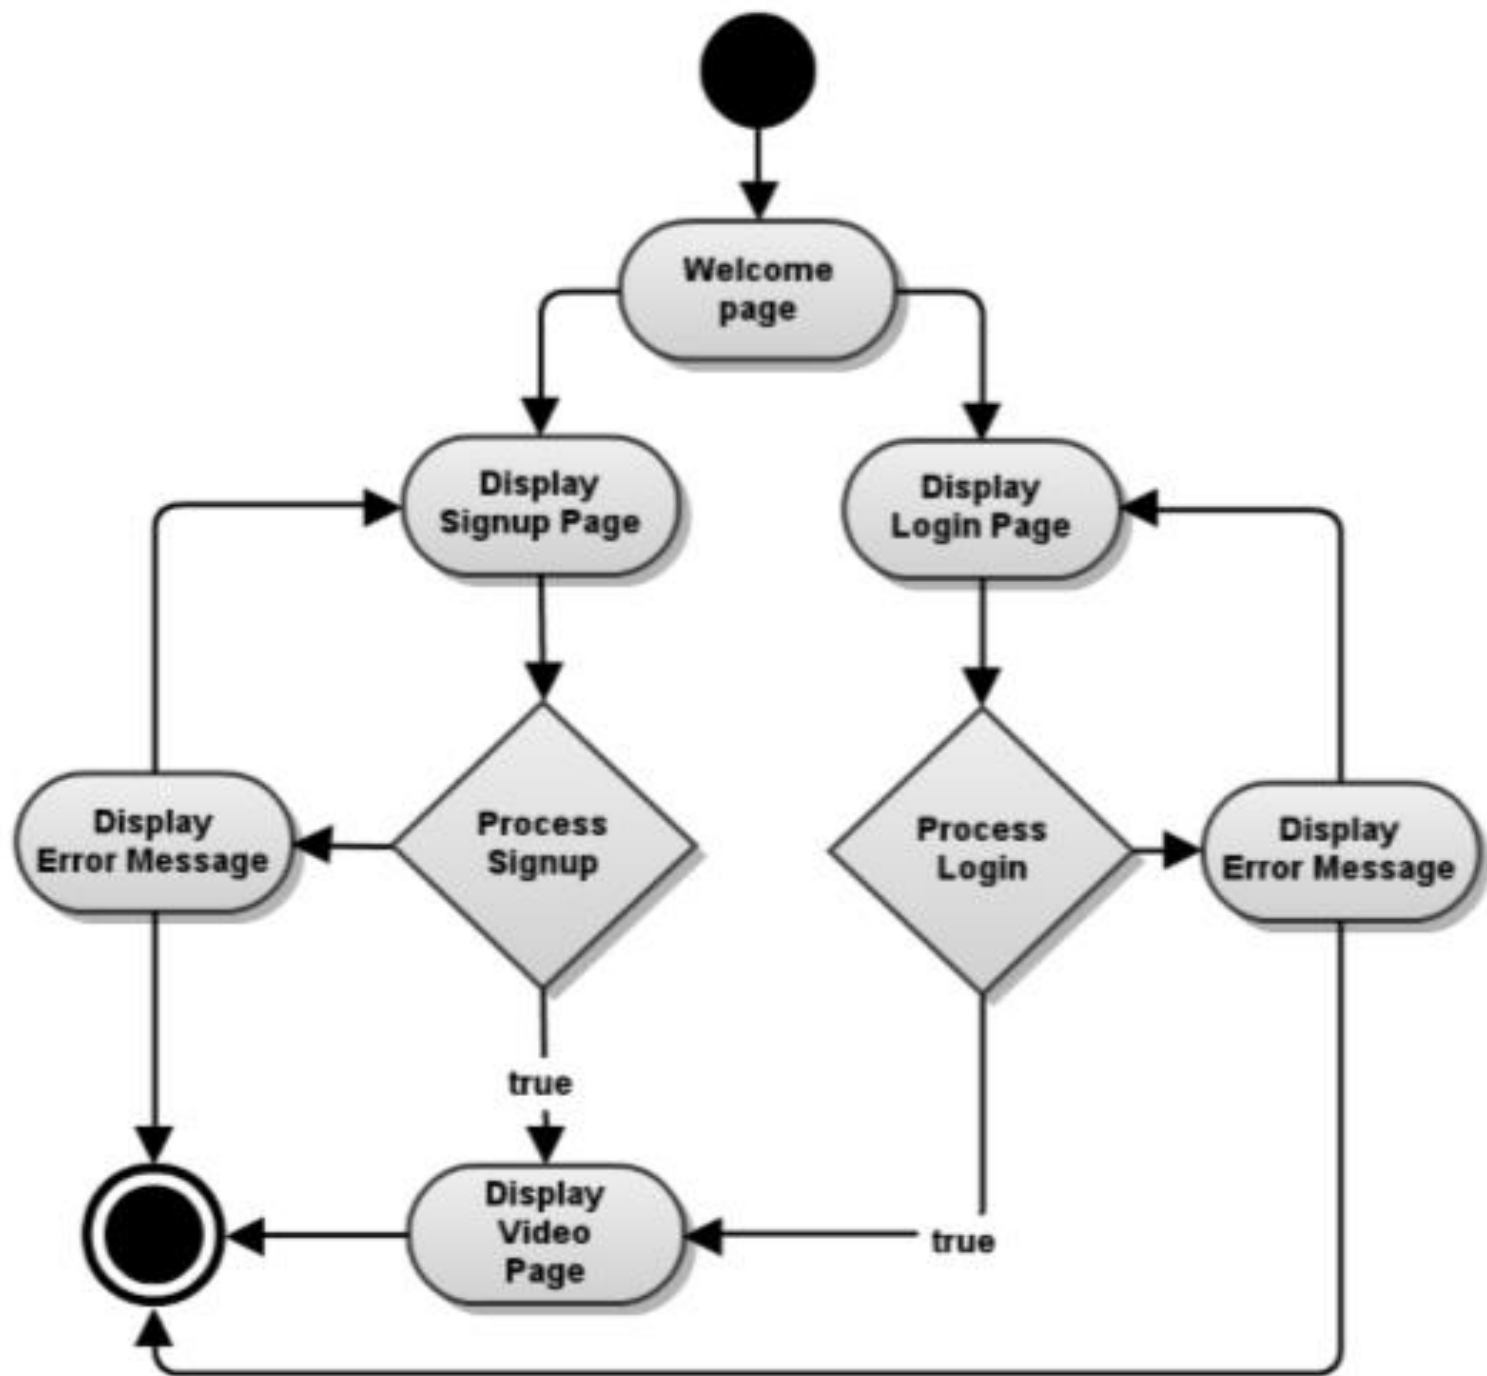 Welcome
page
Display
Signup Page
Display
Login Page
Display
Error Message
Process
Signup
Process
Login
Display
Error Message
true
Display
Video
Page
true